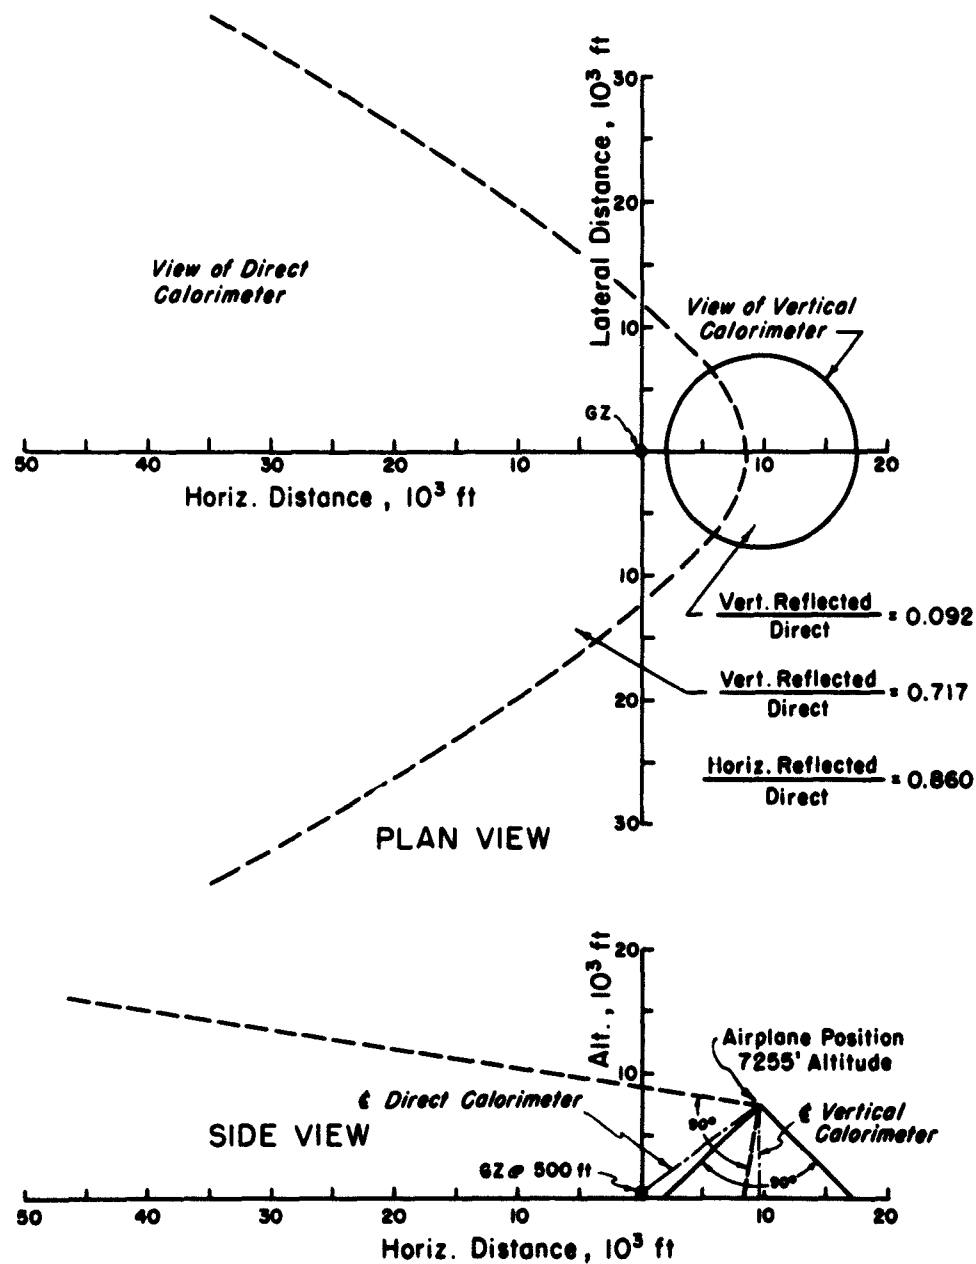 30
Lateral Distance, 10³ ft
20
View of Direct
Calorimeter
View of Vertical
Calorimeter
10
GZ
50 40 30 20 10 10 20
Horiz. Distance, 10³ ft
10
Vert. Reflected
Direct
= 0.092
Vert. Reflected
Direct
= 0.717
20
Horiz. Reflected
Direct
= 0.860
30
PLAN VIEW
20
Alt., 10³ ft
Airplane Position
7255' Altitude
10
℄ Direct Calorimeter
℄ Vertical
Calorimeter
90°
SIDE VIEW
GZ @ 500 ft
90°
50 40 30 20 10 10 20
Horiz. Distance, 10³ ft